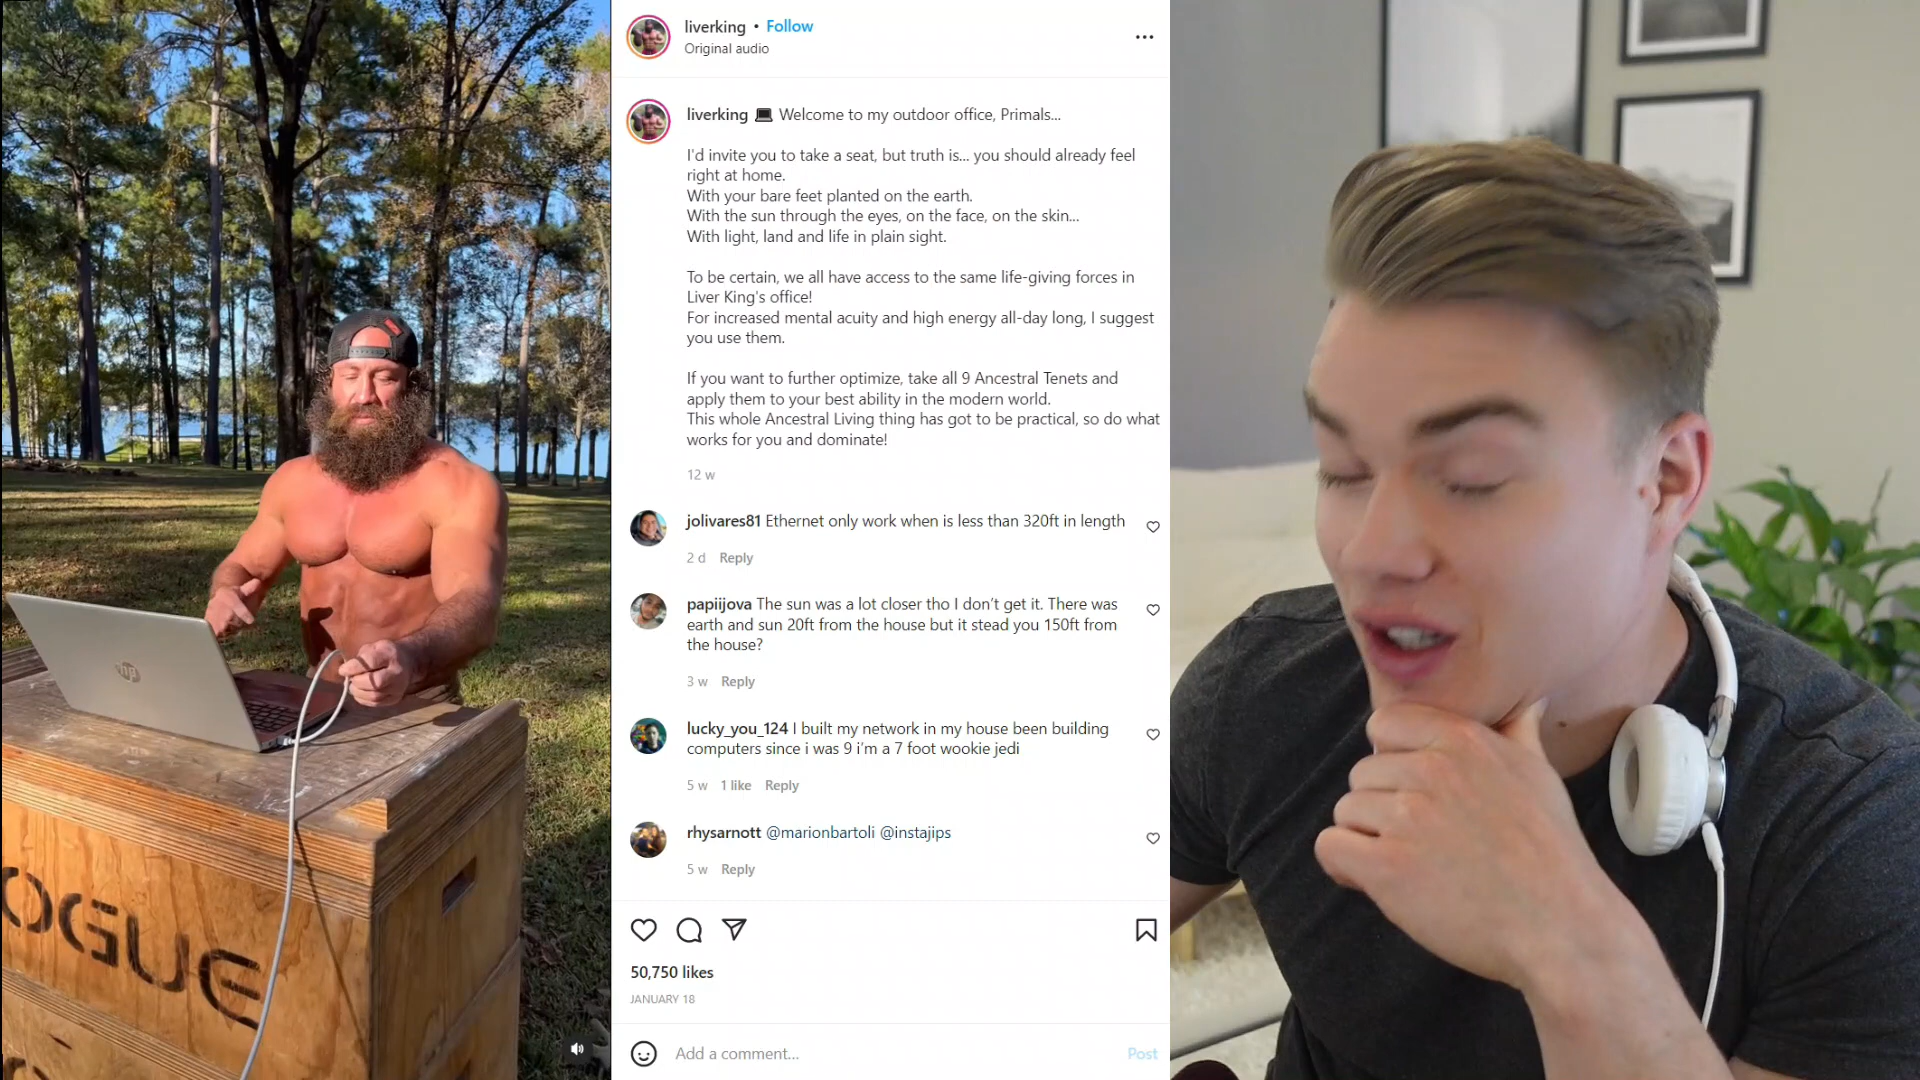 liverking • Follow
Original audio
liverking 💻 Welcome to my outdoor office, Primals...
I'd invite you to take a seat, but truth is... you should already feel
right at home.
With your bare feet planted on the earth.
With the sun through the eyes, on the face, on the skin...
With light, land and life in plain sight.
To be certain, we all have access to the same life-giving forces in
Liver King's office!
For increased mental acuity and high energy all-day long, I suggest
you use them.
If you want to further optimize, take all 9 Ancestral Tenets and
apply them to your best ability in the modern world.
This whole Ancestral Living thing has got to be practical, so do what
works for you and dominate!
12 w
jolivares81 Ethernet only work when is less than 320ft in length
2 d Reply
papiijova The sun was a lot closer tho I don't get it. There was
earth and sun 20ft from the house but it stead you 150ft from
the house?
3 w Reply
lucky_you_124 I built my network in my house been building
computers since i was 9 i'm a 7 foot wookie jedi
5 w 1 like Reply
rhysarnott @marionbartoli @instajips
5 w Reply
50,750 likes
JANUARY 18
Add a comment...
Post
hp
OGUE